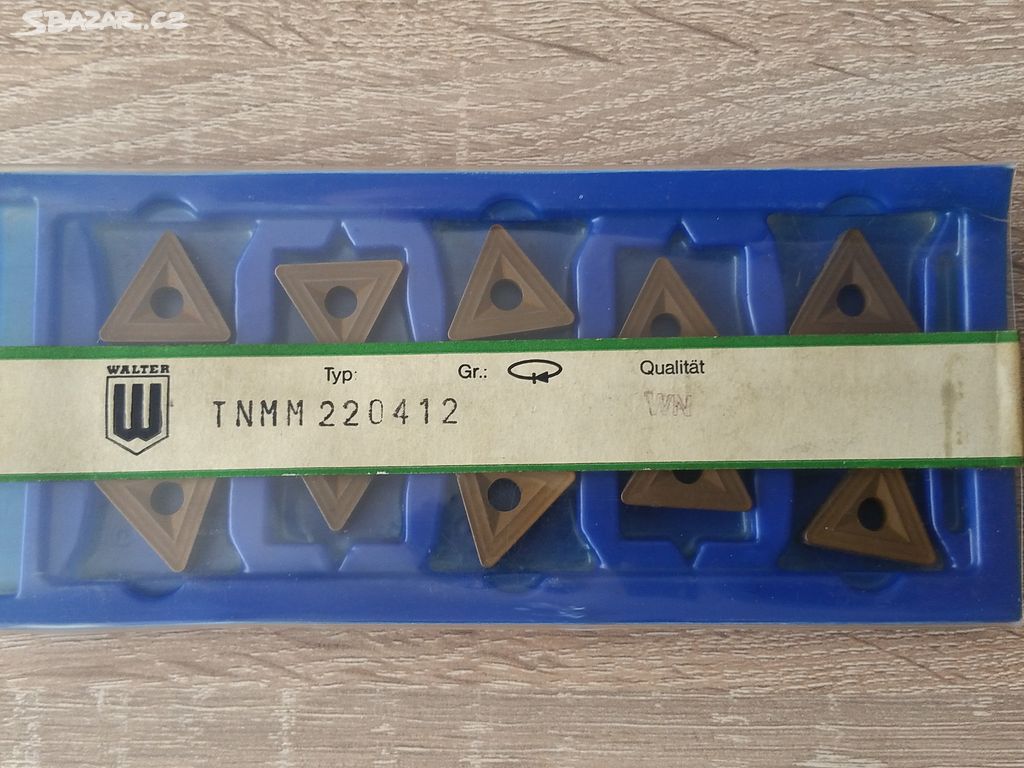 SBAZAR.CZ
WALTER
W
Typ:
Gr.:
Qualität
TNMM 220412
WN